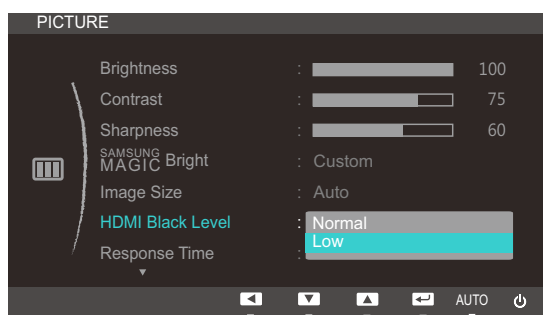 PICTURE
Brightness : 100
Contrast : 75
Sharpness : 60
SAMSUNG
MAGIC Bright : Custom
Image Size : Auto
HDMI Black Level : Normal
Low
Response Time :
AUTO